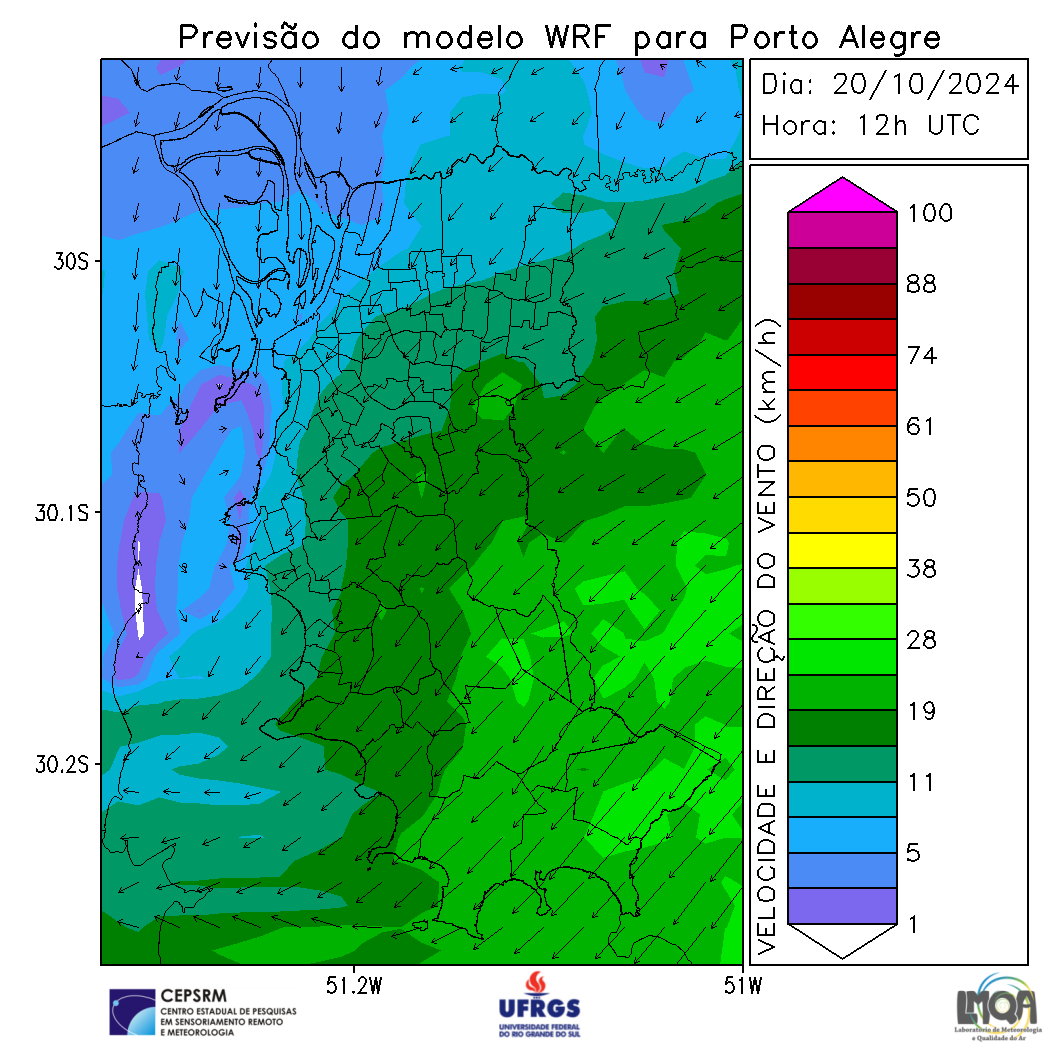 Previsão do modelo WRF para Porto Alegre
Dia: 20/10/2024
Hora: 12h UTC
30S
30.1S
30.2S
51.2W
51W
VELOCIDADE E DIREÇÃO DO VENTO (km/h)
100
88
74
61
50
38
28
19
11
5
1
CEPSRM
CENTRO ESTADUAL DE PESQUISAS
EM SENSORIAMENTO REMOTO
E METEOROLOGIA
UFRGS
UNIVERSIDADE FEDERAL
DO RIO GRANDE DO SUL
LMQA
Laboratório de Meteorologia
e Qualidade do Ar